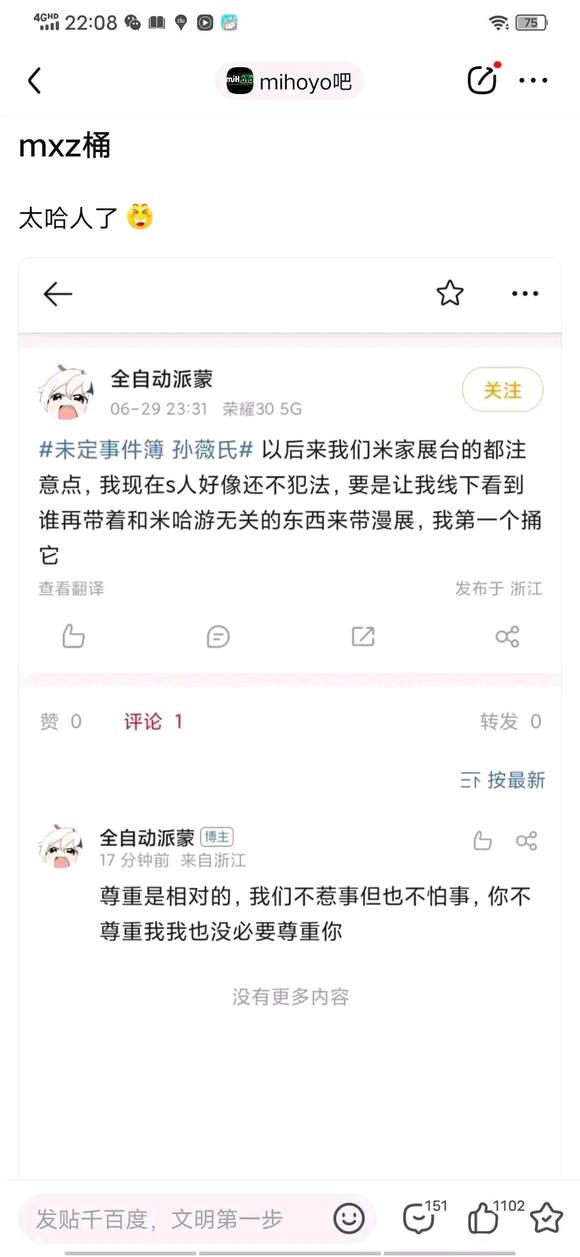 4GHD 22:08 75
mihoyo吧
mxz桶
太哈人了
全自动派蒙
关注
06-29 23:31 荣耀30 5G
#未定事件簿 孙薇氏# 以后来我们米家展台的都注
意点，我现在s人好像还不犯法，要是让我线下看到
谁再带着和米哈游无关的东西来带漫展，我第一个捅
它
查看翻译 发布于 浙江
赞 0 评论 1 转发 0
按最新
全自动派蒙 博主
17 分钟前 来自浙江
尊重是相对的，我们不惹事但也不怕事，你不
尊重我我也没必要尊重你
没有更多内容
发贴千百度，文明第一步 151 1102